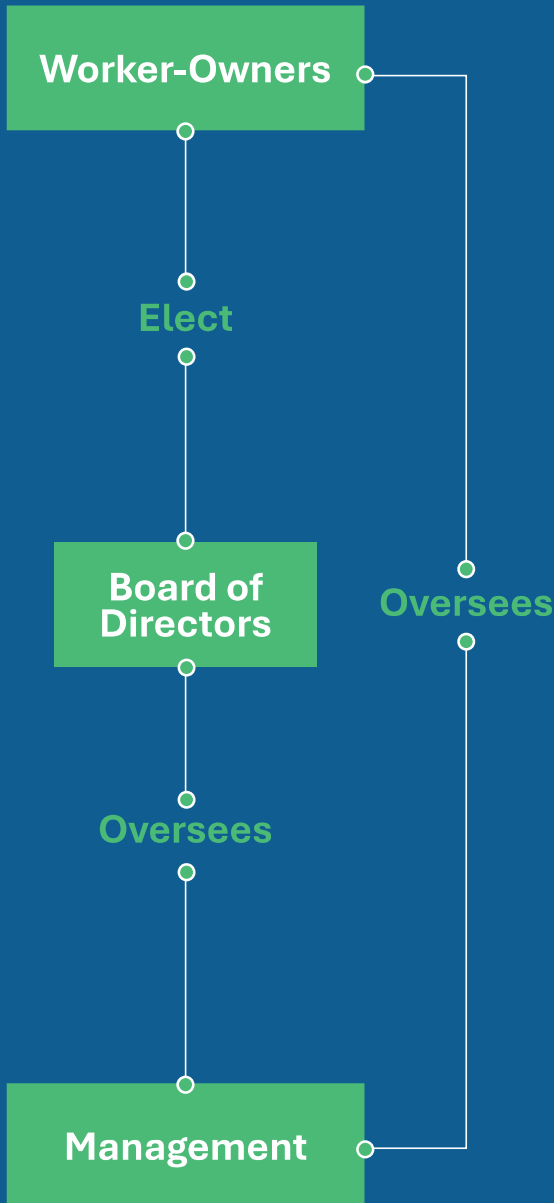 Worker-Owners
Elect
Board of
Directors
Oversees
Oversees
Management